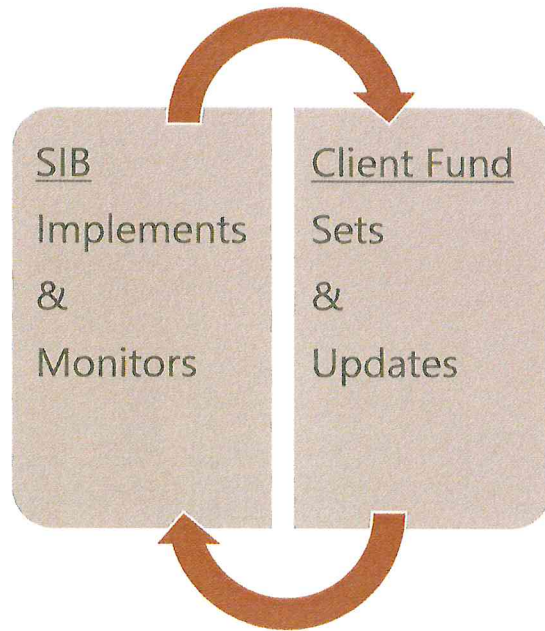 SIB
Implements
&
Monitors
Client Fund
Sets
&
Updates